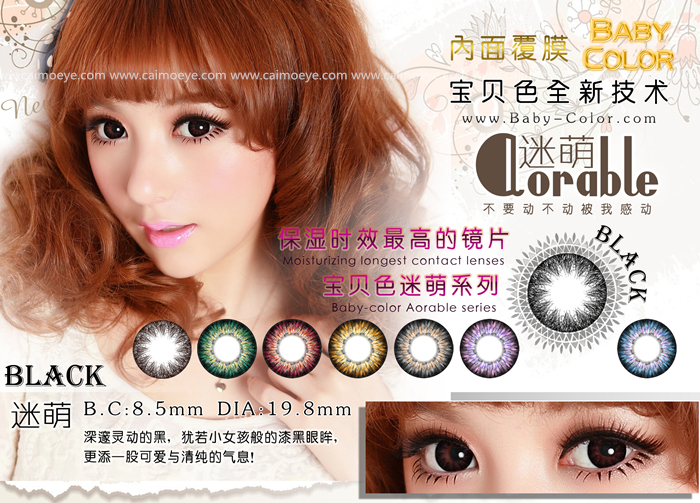 內面覆膜
BABY COLOR
www.caimoeye.com www.caimoeye.com www.caimoeye.com www.caimoeye.com
宝贝色全新技术
www.Baby-Color.com
迷萌
aorable
不要动不动被我感动
保湿时效最高的镜片
Moisturizing longest contact lenses
宝贝色迷萌系列
Baby-color Aorable series
BLACK
BLACK
迷萌 B.C:8.5mm DIA:19.8mm
深邃灵动的黑，犹若小女孩般的漆黑眼眸，
更添一股可爱与清纯的气息!